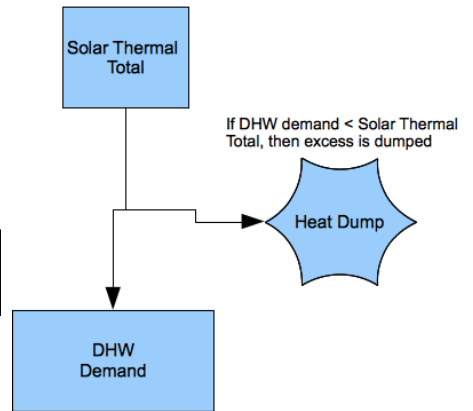 Solar Thermal
Total
If DHW demand < Solar Thermal
Total, then excess is dumped
Heat Dump
DHW
Demand